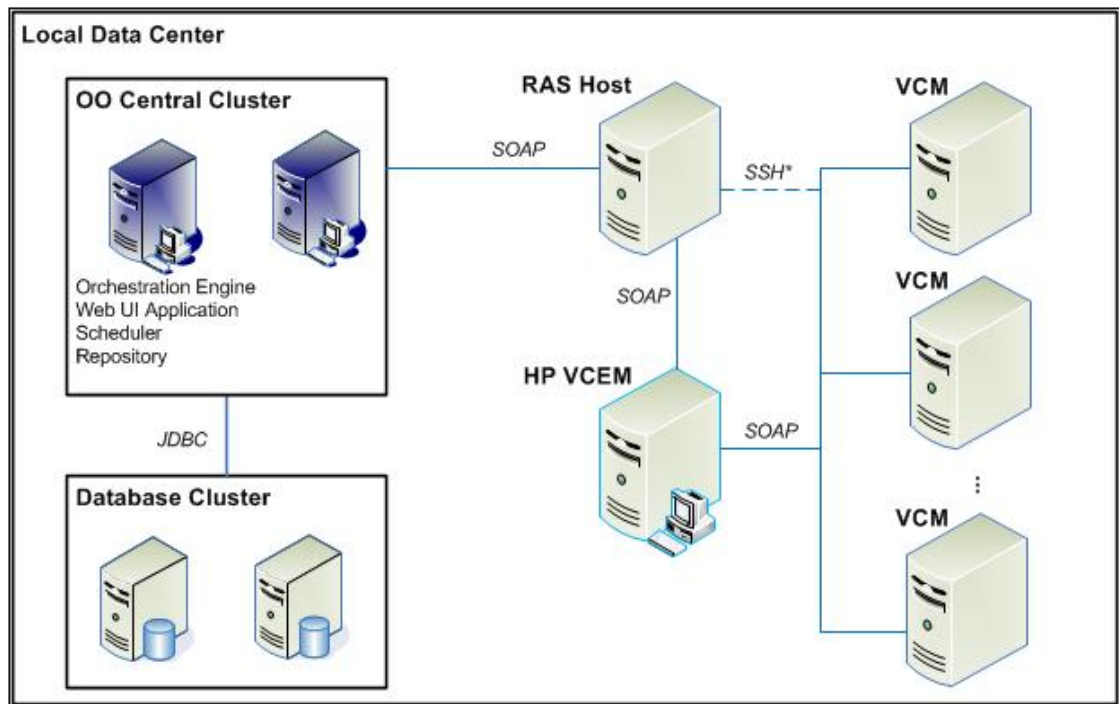 Local Data Center
OO Central Cluster
Orchestration Engine
Web UI Application
Scheduler
Repository
JDBC
Database Cluster
SOAP
RAS Host
SSH*
SOAP
HP VCEM
SOAP
VCM
VCM
...
VCM